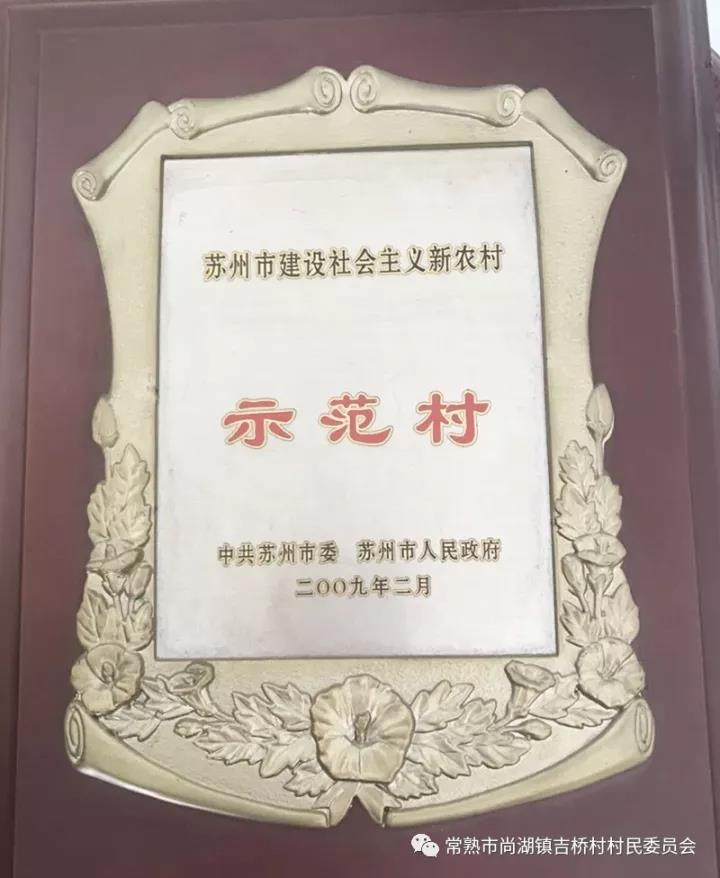 苏州市建设社会主义新农村
示范村
中共苏州市委 苏州市人民政府
二〇〇九年二月
常熟市尚湖镇吉桥村村民委员会